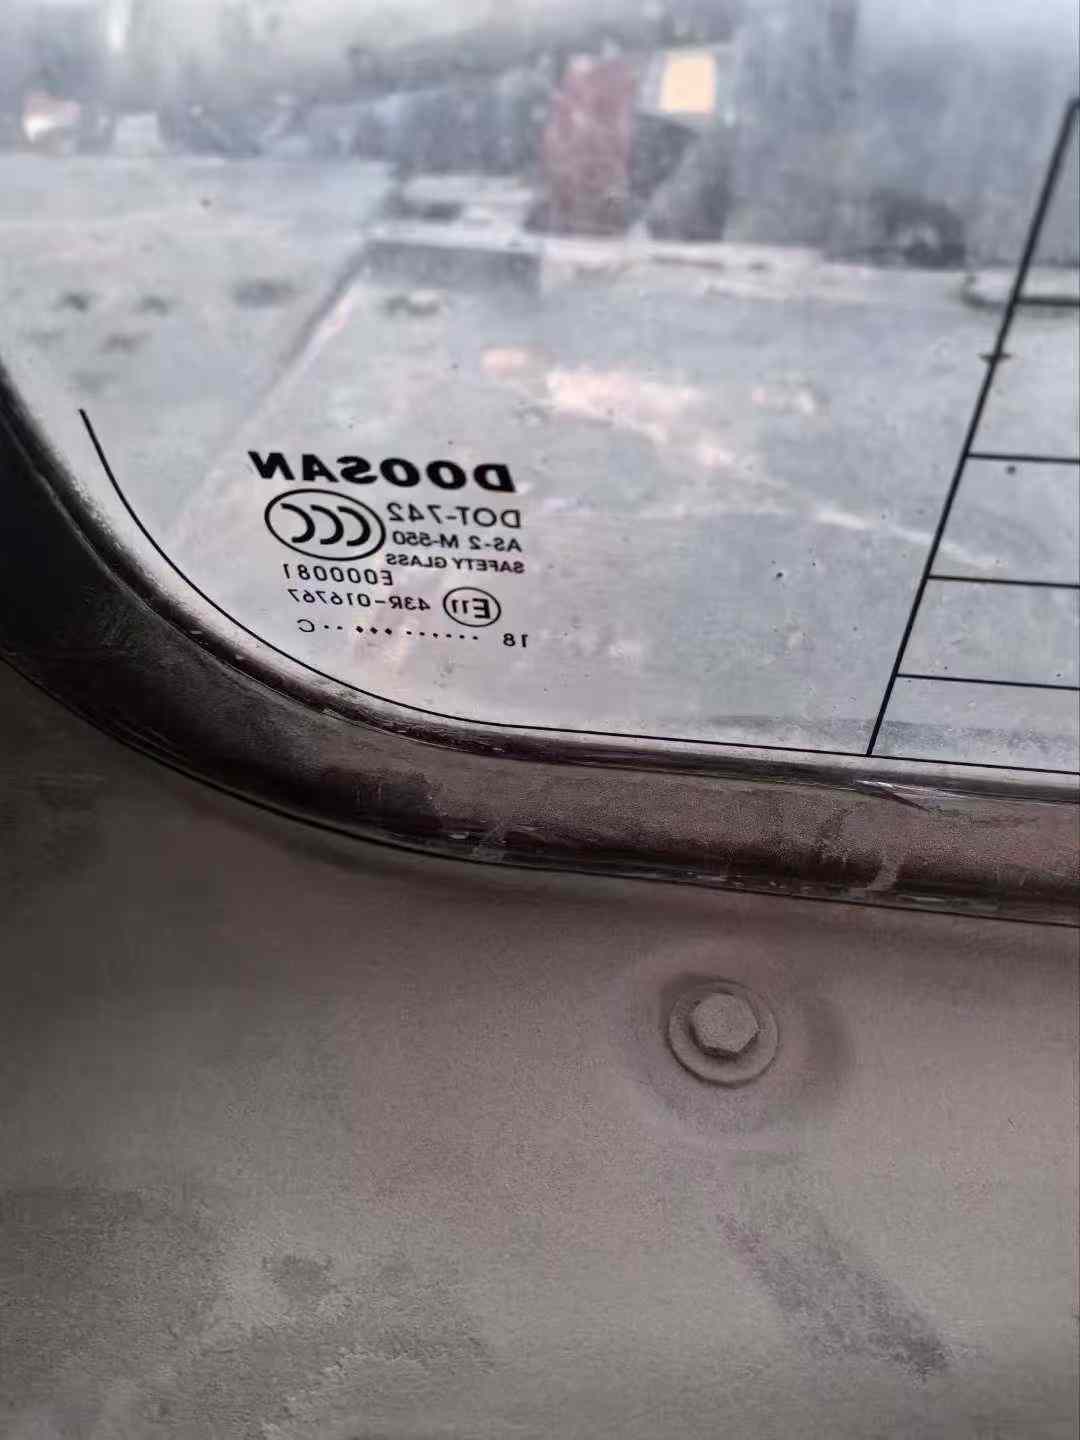 DOOSAN
CCC DOT-742
AS-2 M-550
SAFETY GLASS
E000081
E11 43R-016767
18 ······· ♦♦♦ ··C